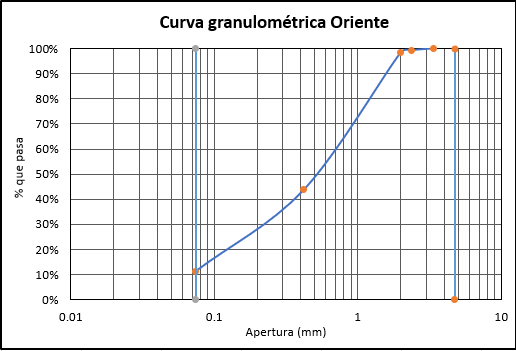 Curva granulométrica Oriente
100%
90%
80%
70%
60%
50%
40%
30%
20%
10%
0%
% que pasa
0.01 0.1 1 10
Apertura (mm)